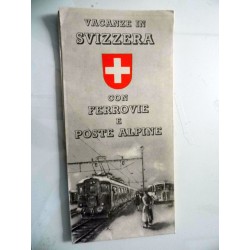 VACANZE IN
SVIZZERA
CON
FERROVIE
E
POSTE ALPINE